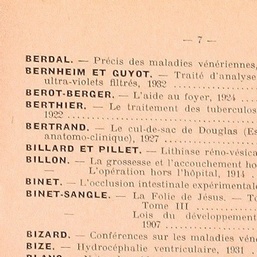 — 7 —
BERDAL. — Précis des maladies vénériennes,
BERNHEIM ET GUYOT. — Traité d'analyse
ultra-violets filtrés, 1932
BEROT-BERGER. — L'aide au foyer, 1924
BERTHIER. — Le traitement des tuberculos
1922
BERTRAND. — Le cul-de-sac de Douglas (Es
anatomo-clinique), 1927
BILLARD ET PILLET. — Lithiase réno-vésica
BILLON. — La grossesse et l'accouchement ho
— L'opération hors l'hôpital, 1914
BINET. — L'occlusion intestinale expérimentale
BINET-SANGLE. — La Folie de Jésus. — To
Tome III
— Lois du développement
1907
BIZARD. — Conférences sur les maladies véné
BIZE. — Hydrocéphalie ventriculaire, 1931